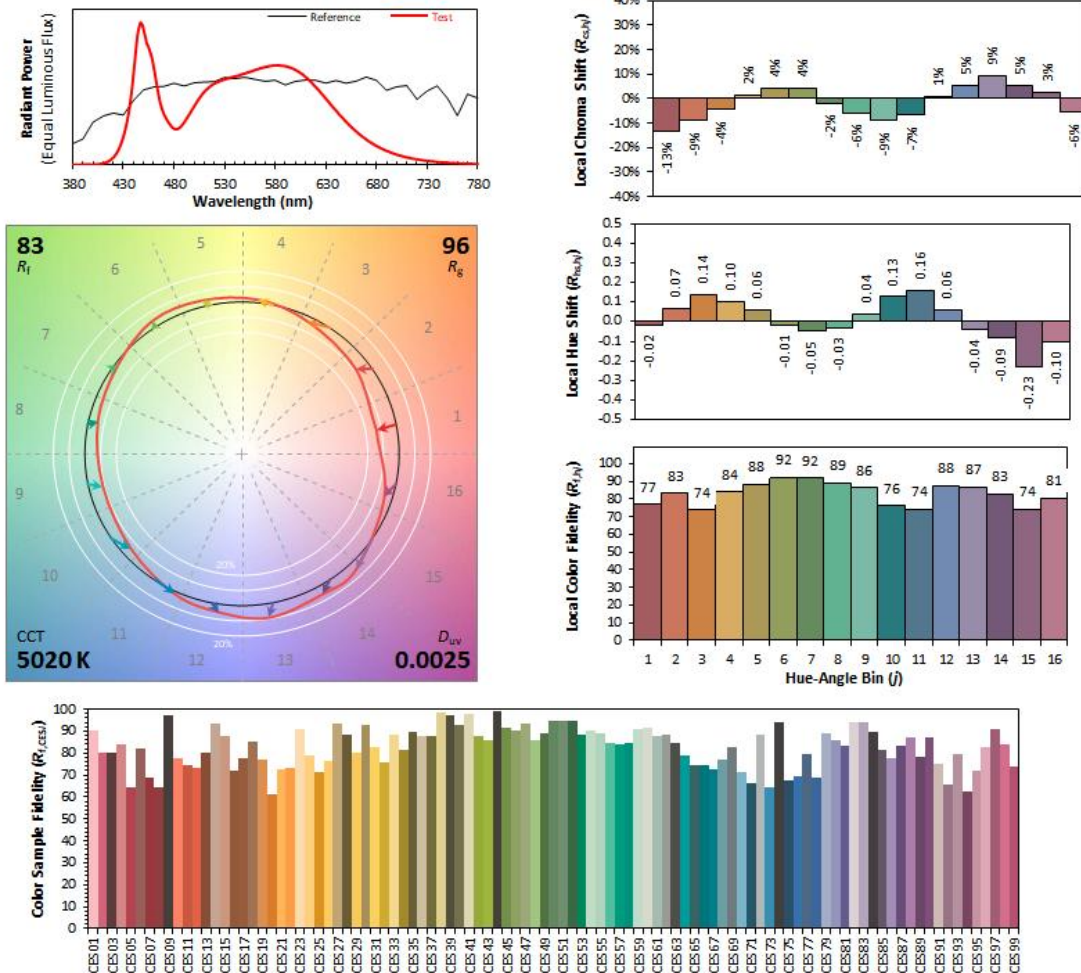 Reference
Test
Radiant Power
(Equal Luminous Flux)
380 430 480 530 580 630 680 730 780
Wavelength (nm)
40%
30%
20%
10%
0%
-10%
-20%
-30%
-40%
Local Chroma Shift (Rcs,hj)
-13% -9% -4% 2% 4% 4% -2% -6% -9% -7% 1% 5% 9% 5% 3% -6%
83
Rf
96
Rg
5 4
6 3
7 2
8 1
9 16
10 15
11 14
12 13
20%
20%
CCT
5020 K
Duv
0.0025
0.5
0.4
0.3
0.2
0.1
0.0
-0.1
-0.2
-0.3
-0.4
-0.5
Local Hue Shift (Rhs,hj)
-0.02 0.07 0.14 0.10 0.06 -0.01 -0.05 -0.03 0.04 0.13 0.16 0.06 -0.04 -0.09 -0.23 -0.10
100
90
80
70
60
50
40
30
20
10
0
Local Color Fidelity (Rf,hj)
77 83 74 84 88 92 92 89 86 76 74 88 87 83 74 81
1 2 3 4 5 6 7 8 9 10 11 12 13 14 15 16
Hue-Angle Bin (j)
100
90
80
70
60
50
40
30
20
10
0
Color Sample Fidelity (Rf,CESi)
CES01 CES03 CES05 CES07 CES09 CES11 CES13 CES15 CES17 CES19 CES21 CES23 CES25 CES27 CES29 CES31 CES33 CES35 CES37 CES39 CES41 CES43 CES45 CES47 CES49 CES51 CES53 CES55 CES57 CES59 CES61 CES63 CES65 CES67 CES69 CES71 CES73 CES75 CES77 CES79 CES81 CES83 CES85 CES87 CES89 CES91 CES93 CES95 CES97 CES99